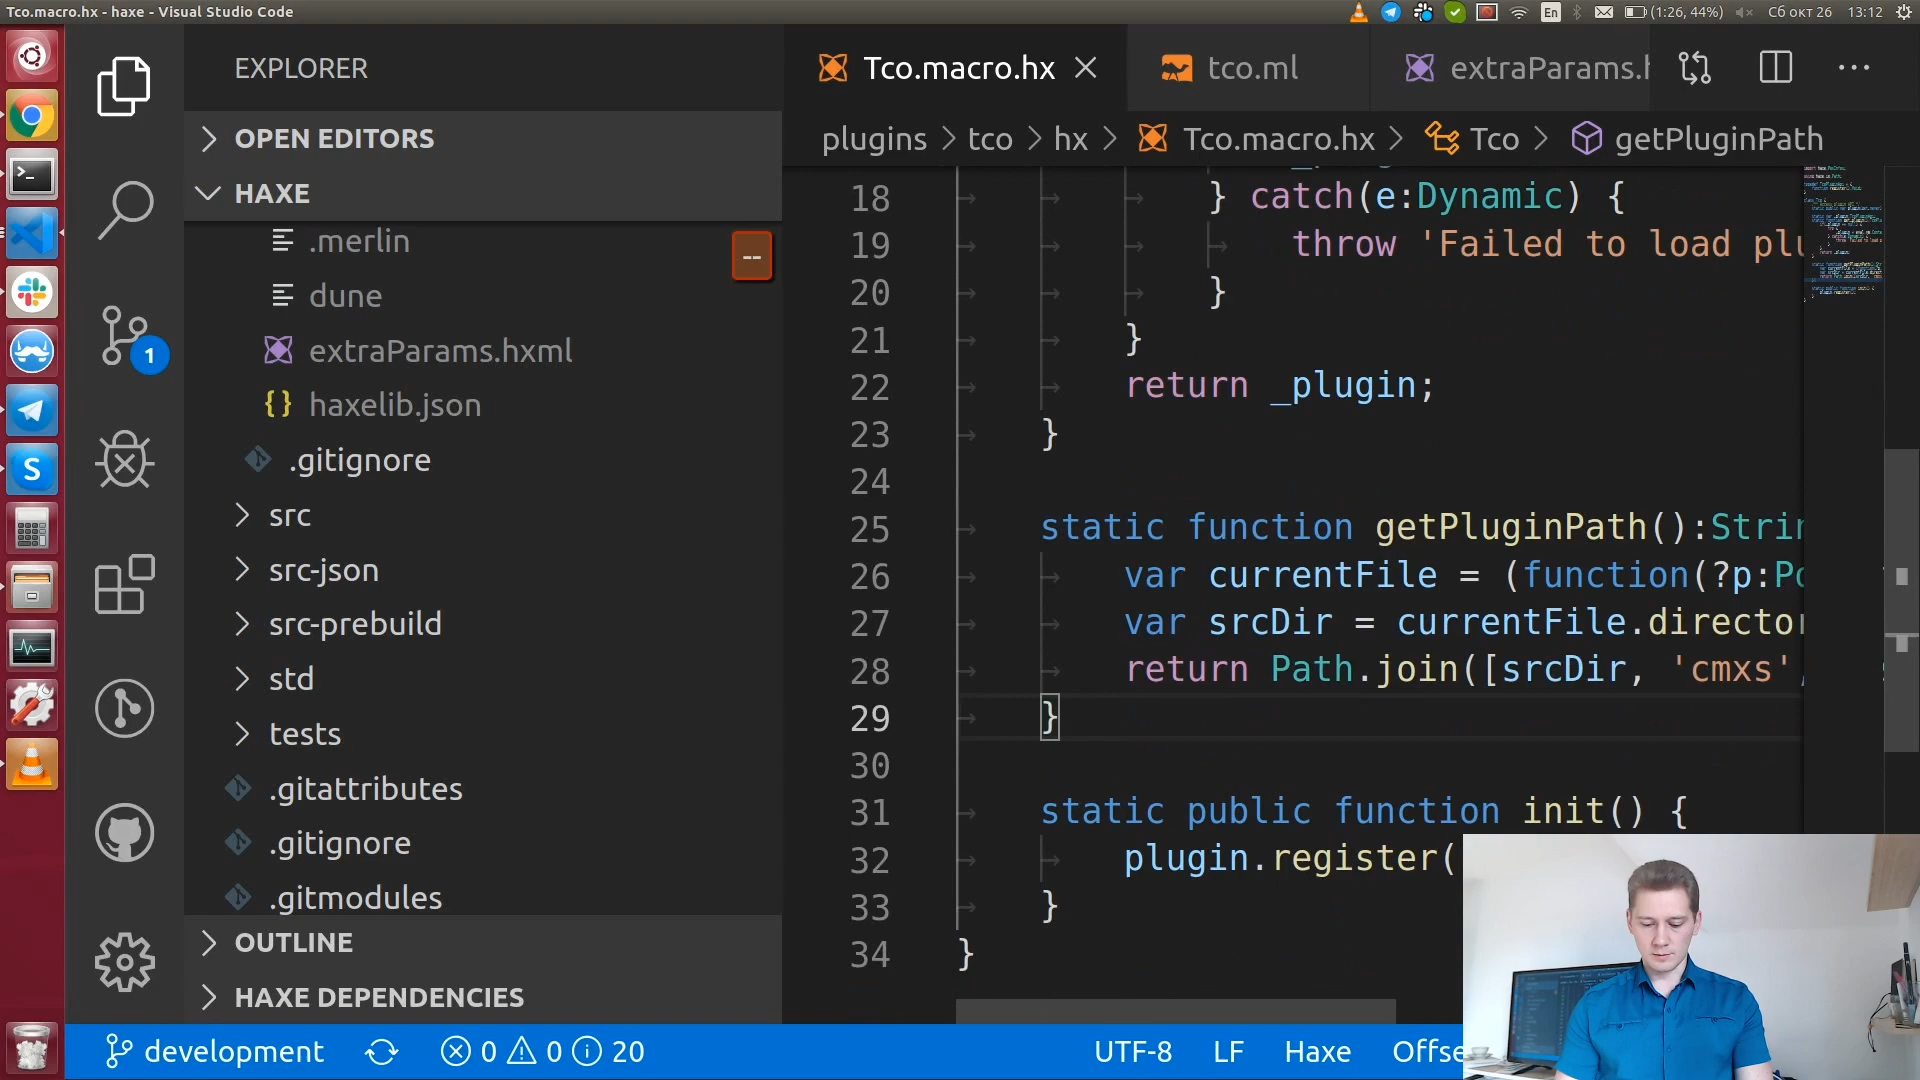 Tco.macro.hx - haxe - Visual Studio Code
En
(1:26, 44%)
Сб окт 26
13:12
EXPLORER
OPEN EDITORS
HAXE
.merlin
--
dune
extraParams.hxml
haxelib.json
.gitignore
src
src-json
src-prebuild
std
tests
.gitattributes
.gitignore
.gitmodules
OUTLINE
HAXE DEPENDENCIES
1
Tco.macro.hx
tco.ml
extraParams.h
plugins > tco > hx > Tco.macro.hx > Tco > getPluginPath
18 } catch(e:Dynamic) {
19 throw 'Failed to load plu
20 }
21 }
22 return _plugin;
23 }
24
25 static function getPluginPath():Strin
26 var currentFile = (function(?p:Po
27 var srcDir = currentFile.director
28 return Path.join([srcDir, 'cmxs',
29 }
30
31 static public function init() {
32 plugin.register(
33 }
34 }
development
0
0
20
UTF-8
LF
Haxe
Offse